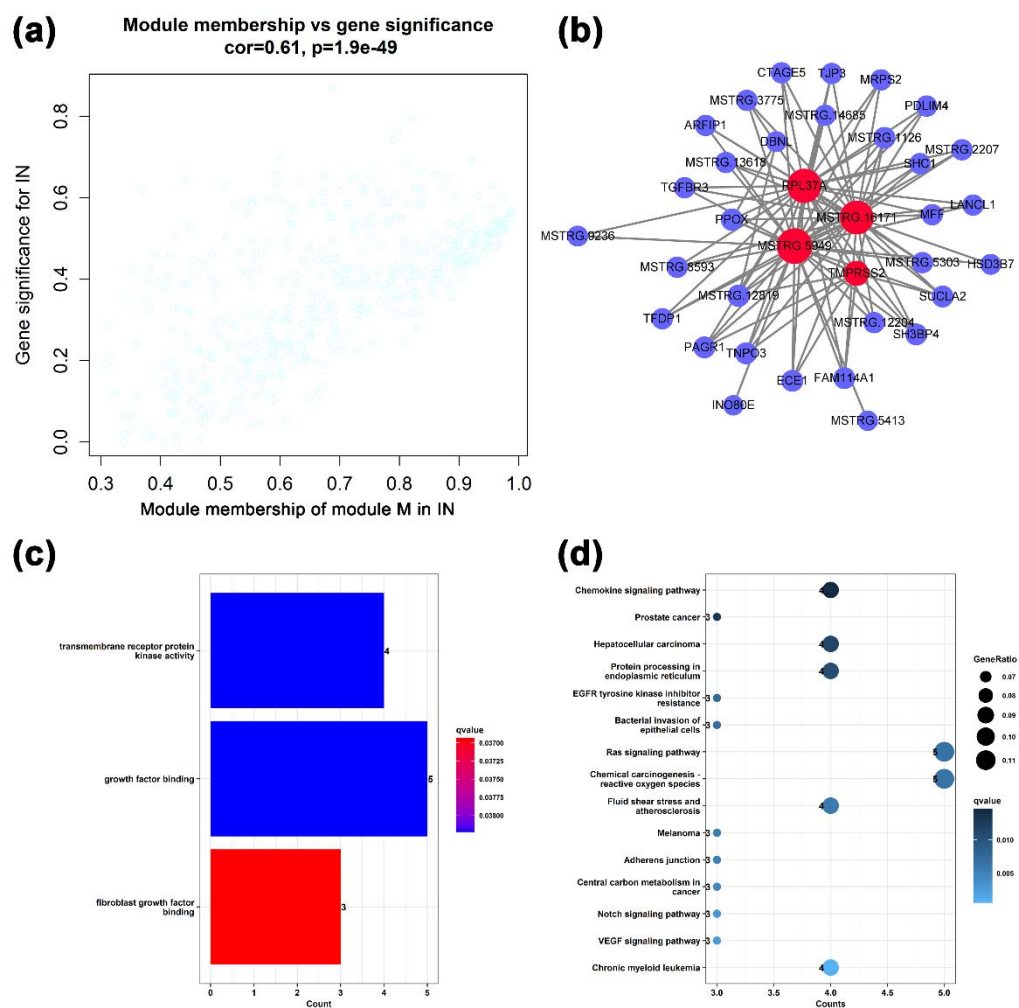 (a)
Module membership vs gene significance
cor=0.61, p=1.9e-49
Gene significance for IN
0.8
0.6
0.4
0.2
0.0
0.3 0.4 0.5 0.6 0.7 0.8 0.9 1.0
Module membership of module M in IN
(b)
CTAGE5
TJP3
MRPS2
MSTRG.3775
MSTRG.14685
PDLIM4
ARFIP1
DBNL
MSTRG.1126
MSTRG.2207
MSTRG.13618
SHC1
TGFBR3
RPL37A
LANCL1
PPOX
MSTRG.16171
MFF
MSTRG.9236
MSTRG.5949
MSTRG.8593
MSTRG.5303
HSD3B7
TMPRSS2
MSTRG.12819
SUCLA2
TFDP1
MSTRG.12204
SH3BP4
PAGR1
TNPO3
ECE1
FAM114A1
INO80E
MSTRG.5413
(c)
transmembrane receptor protein
kinase activity
4
growth factor binding
5
fibroblast growth factor
binding
3
0 1 2 3 4 5
Count
qvalue
0.03700
0.03725
0.03750
0.03775
0.03800
(d)
Chemokine signaling pathway
4
Prostate cancer
3
Hepatocellular carcinoma
4
Protein processing in
endoplasmic reticulum
4
EGFR tyrosine kinase inhibitor
resistance
3
Bacterial invasion of
epithelial cells
3
Ras signaling pathway
5
Chemical carcinogenesis -
reactive oxygen species
5
Fluid shear stress and
atherosclerosis
4
Melanoma
3
Adherens junction
3
Central carbon metabolism in
cancer
3
Notch signaling pathway
3
VEGF signaling pathway
3
Chronic myeloid leukemia
4
3.0 3.5 4.0 4.5 5.0
Counts
GeneRatio
0.07
0.08
0.09
0.10
0.11
qvalue
0.010
0.005